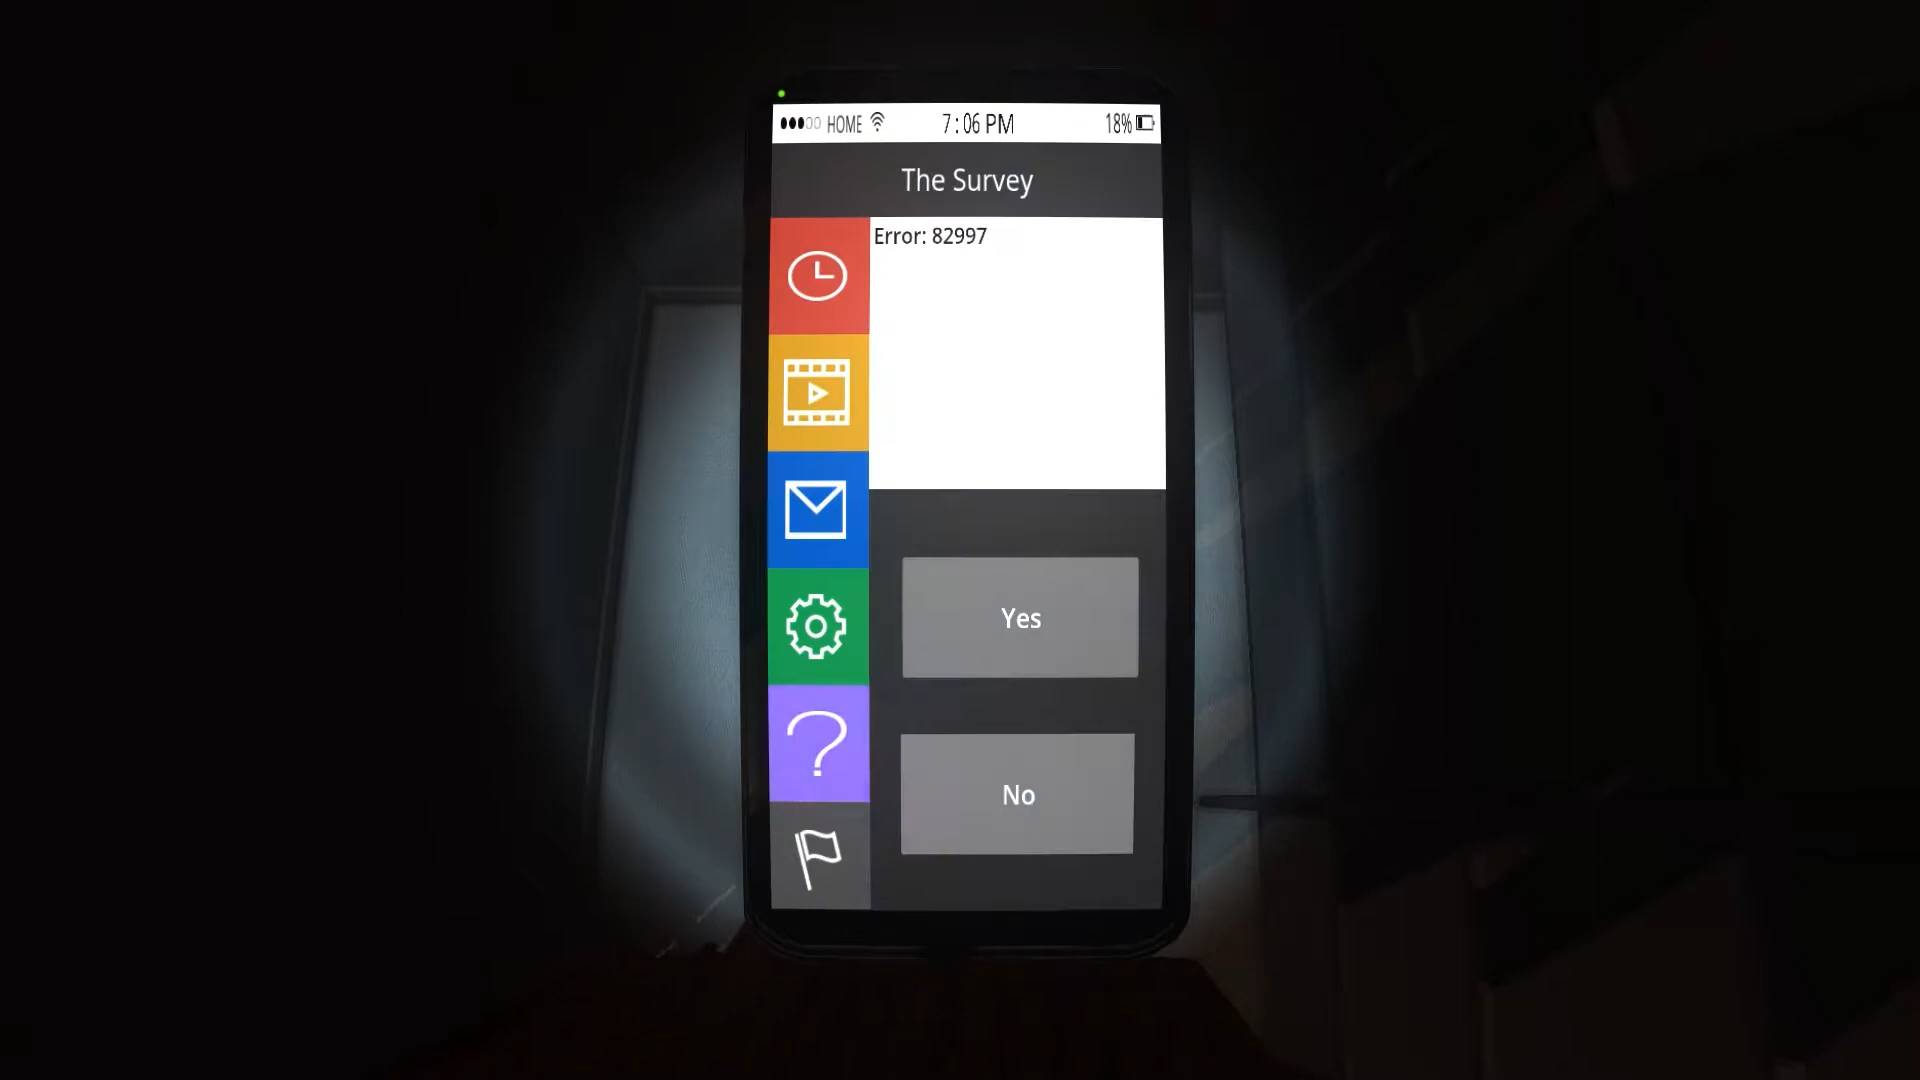 HOME 7:06 PM 18%
The Survey
Error: 82997
Yes
No